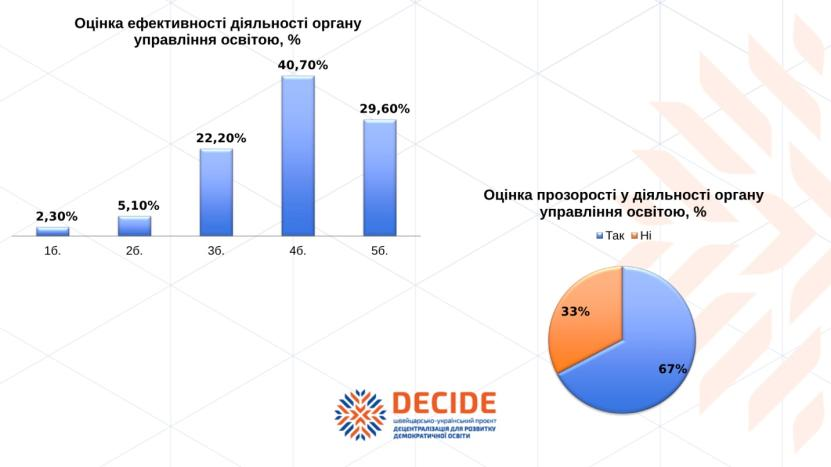 Оцінка ефективності діяльності органу
управління освітою, %
40,70%
29,60%
22,20%
5,10%
2,30%
1б.
2б.
3б.
4б.
5б.
Оцінка прозорості у діяльності органу
управління освітою, %
Так Ні
33%
67%
DECIDE
швейцарсько-український проєкт
ДЕЦЕНТРАЛІЗАЦІЯ ДЛЯ РОЗВИТКУ
ДЕМОКРАТИЧНОЇ ОСВІТИ